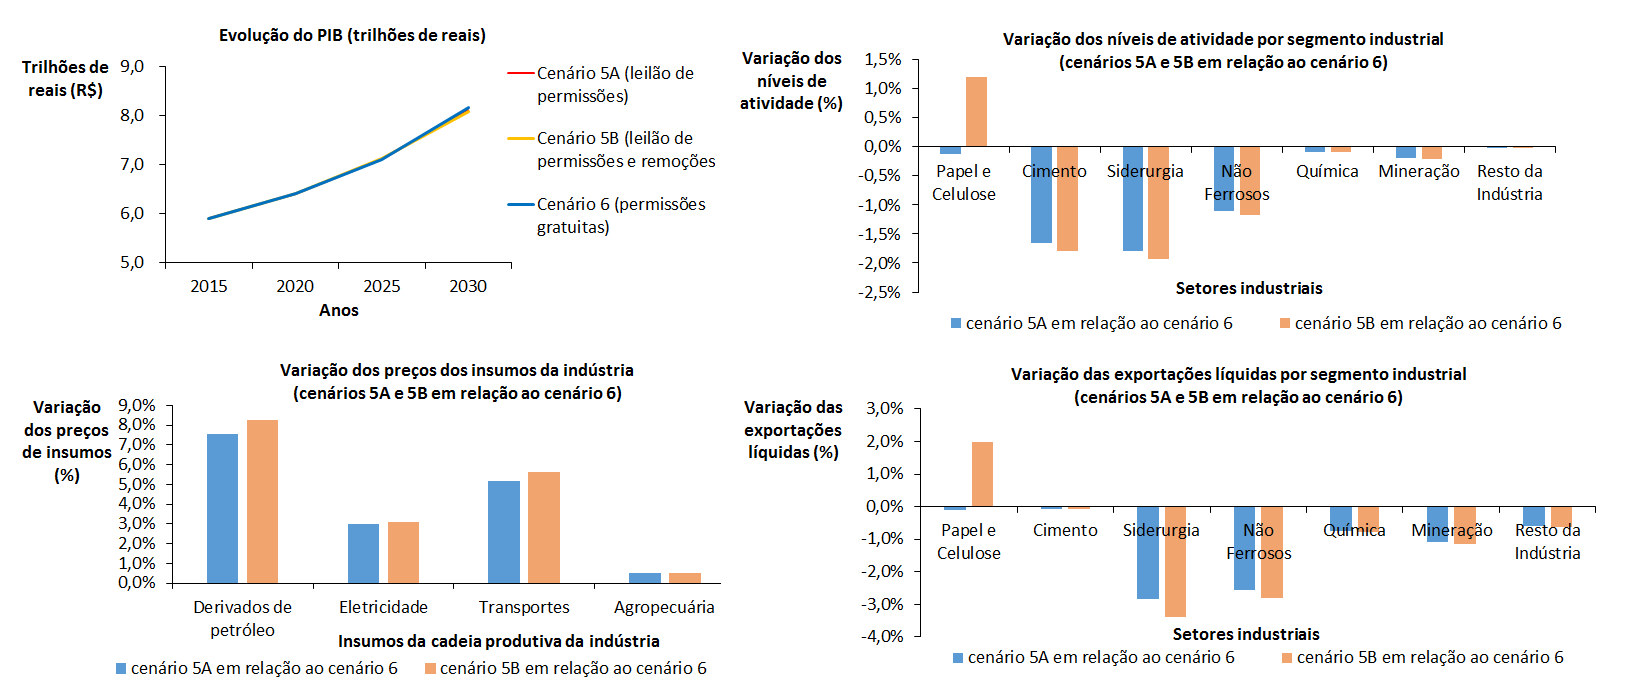 Evolução do PIB (trilhões de reais)
Trilhões de
reais (R$)
9,0
8,0
7,0
6,0
5,0
2015 2020 2025 2030
Anos
Cenário 5A (leilão de
permissões)
Cenário 5B (leilão de
permissões e remoções
Cenário 6 (permissões
gratuitas)
Variação dos níveis de atividade por segmento industrial
(cenários 5A e 5B em relação ao cenário 6)
Variação dos
níveis de
atividade (%)
1,5%
1,0%
0,5%
0,0%
-0,5%
-1,0%
-1,5%
-2,0%
-2,5%
Papel e
Celulose
Cimento
Siderurgia
Não
Ferrosos
Química
Mineração
Resto da
Indústria
Setores industriais
cenário 5A em relação ao cenário 6
cenário 5B em relação ao cenário 6
Variação dos preços dos insumos da indústria
(cenários 5A e 5B em relação ao cenário 6)
Variação
dos preços
de insumos
(%)
9,0%
8,0%
7,0%
6,0%
5,0%
4,0%
3,0%
2,0%
1,0%
0,0%
Derivados de
petróleo
Eletricidade
Transportes
Agropecuária
Insumos da cadeia produtiva da indústria
cenário 5A em relação ao cenário 6
cenário 5B em relação ao cenário 6
Variação das exportações líquidas por segmento industrial
(cenários 5A e 5B em relação ao cenário 6)
Variação das
exportações
líquidas (%)
3,0%
2,0%
1,0%
0,0%
-1,0%
-2,0%
-3,0%
-4,0%
Papel e
Celulose
Cimento
Siderurgia
Não
Ferrosos
Química
Mineração
Resto da
Indústria
Setores industriais
cenário 5A em relação ao cenário 6
cenário 5B em relação ao cenário 6